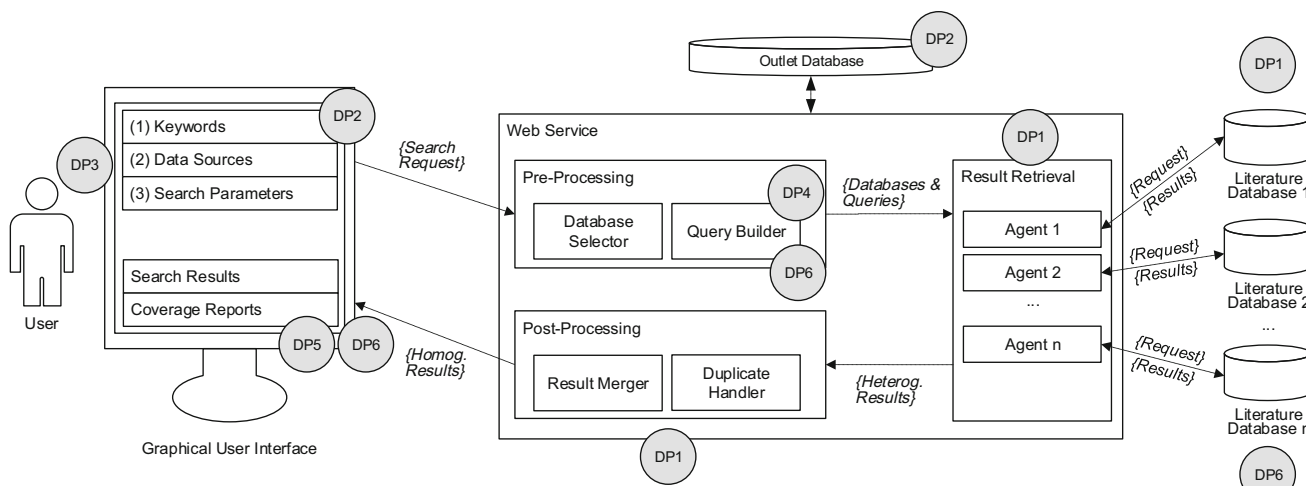 DP2
Outlet Database
DP1
DP3
(1) Keywords
(2) Data Sources
(3) Search Parameters
DP2
Search Results
Coverage Reports
DP5
DP6
User
Graphical User Interface
{Search
Request}
{Homog.
Results}
Web Service
Pre-Processing
Database
Selector
Query Builder
DP4
DP6
{Databases &
Queries}
Post-Processing
Result Merger
Duplicate
Handler
{Heterog.
Results}
DP1
DP1
Result Retrieval
Agent 1
Agent 2
...
Agent n
{Request}
{Results}
{Request}
{Results}
{Request}
{Results}
Literature
Database 1
Literature
Database 2
...
Literature
Database n
DP6